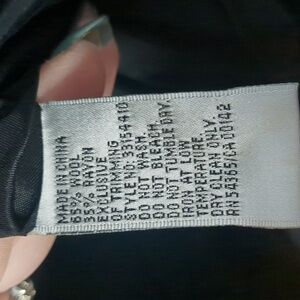 MADE IN CHINA
65% WOOL
35% RAYON
EXCLUSIVE
OF TRIMMING
DO NOT WASH.
DO NOT BLEACH.
DO NOT TUMBLE DRY.
IRON AT LOW
TEMPERATURE.
DRY CLEAN ONLY.